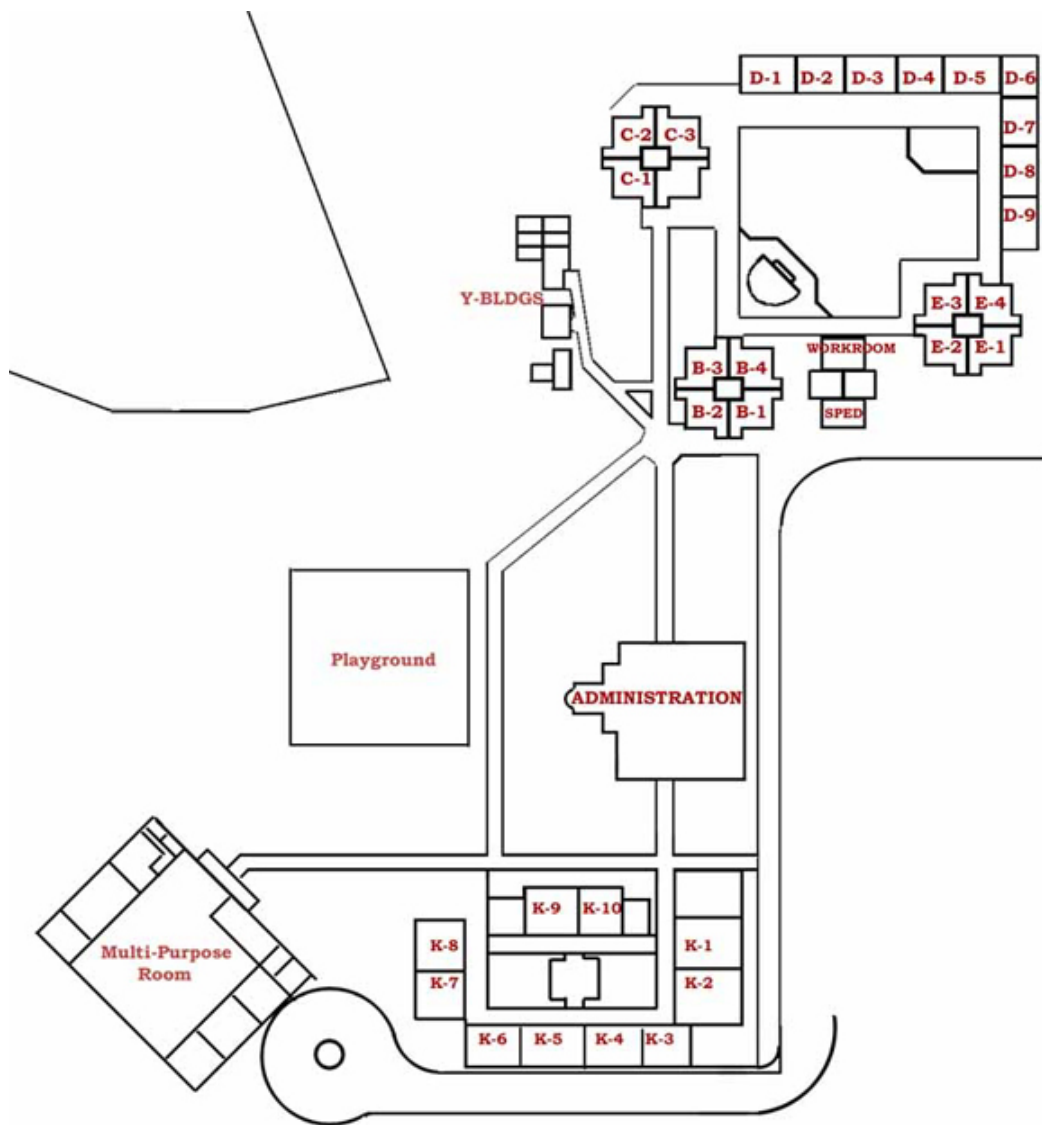 D-1 D-2 D-3 D-4 D-5 D-6
D-7
D-8
D-9
C-2 C-3
C-1
Y-BLDGS
E-3 E-4
E-2 E-1
WORKROOM
SPED
B-3 B-4
B-2 B-1
Playground
ADMINISTRATION
Multi-Purpose
Room
K-9 K-10
K-8
K-7
K-1
K-2
K-6 K-5 K-4 K-3